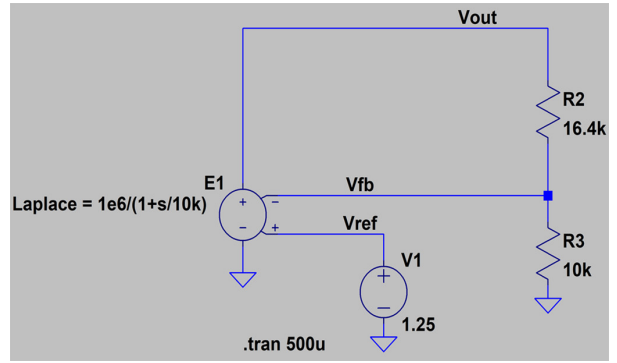 Vout
R2
16.4k
E1
Vfb
Laplace = 1e6/(1+s/10k)
Vref
R3
V1
10k
1.25
.tran 500u